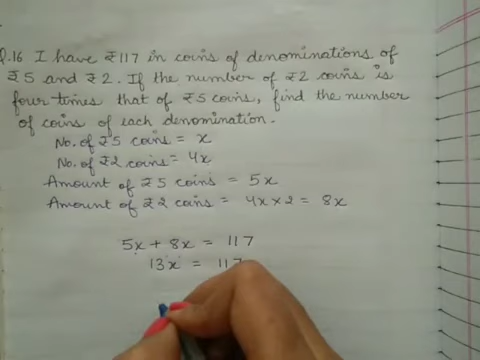 Q.16 I have ₹117 in coins of denominations of
₹5 and ₹2. If the number of ₹2 coins is
four times that of ₹5 coins, find the number
of coins of each denomination.
No. of ₹5 coins = x
No. of ₹2 coins = 4x
Amount of ₹5 coins = 5x
Amount of ₹2 coins = 4x×2 = 8x
5x + 8x = 117
13x = 117